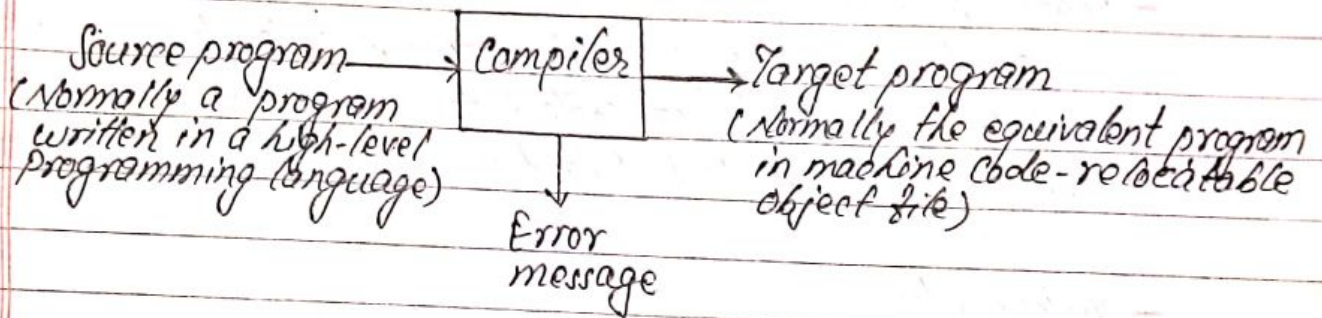 Source program
(Normally a program
written in a high-level
programming language)
Compiler
Target program
(Normally the equivalent program
in machine code-relocatable
object file)
Error
message